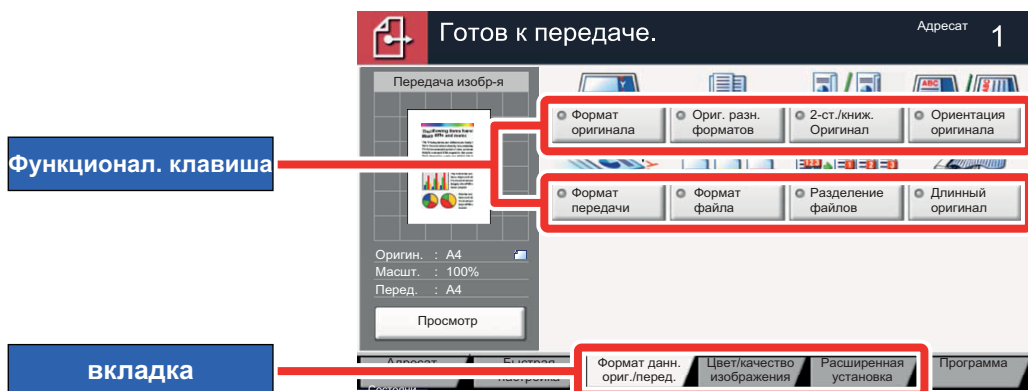 Готов к передаче.
Адресат
1
Передача изобр-я
Формат
оригинала
Ориг. разн.
форматов
2-ст./книж.
Оригинал
Ориентация
оригинала
Функционал. клавиша
Формат
передачи
Формат
файла
Разделение
файлов
Длинный
оригинал
Оригин. : A4
Масшт. : 100%
Перед. : A4
Просмотр
вкладка
Адресат
Быстрая
настройка
Формат данн.
ориг./перед.
Цвет/качество
изображения
Расширенная
установка
Программа